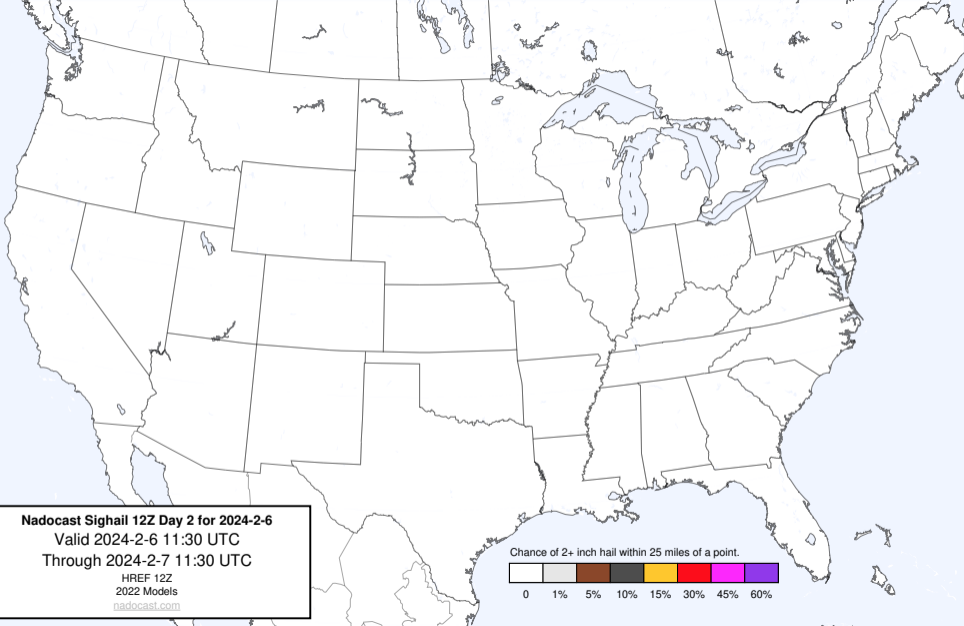 Nadocast Sighail 12Z Day 2 for 2024-2-6
Valid 2024-2-6 11:30 UTC
Through 2024-2-7 11:30 UTC
HREF 12Z
2022 Models
nadocast.com
Chance of 2+ inch hail within 25 miles of a point.
0 1% 5% 10% 15% 30% 45% 60%